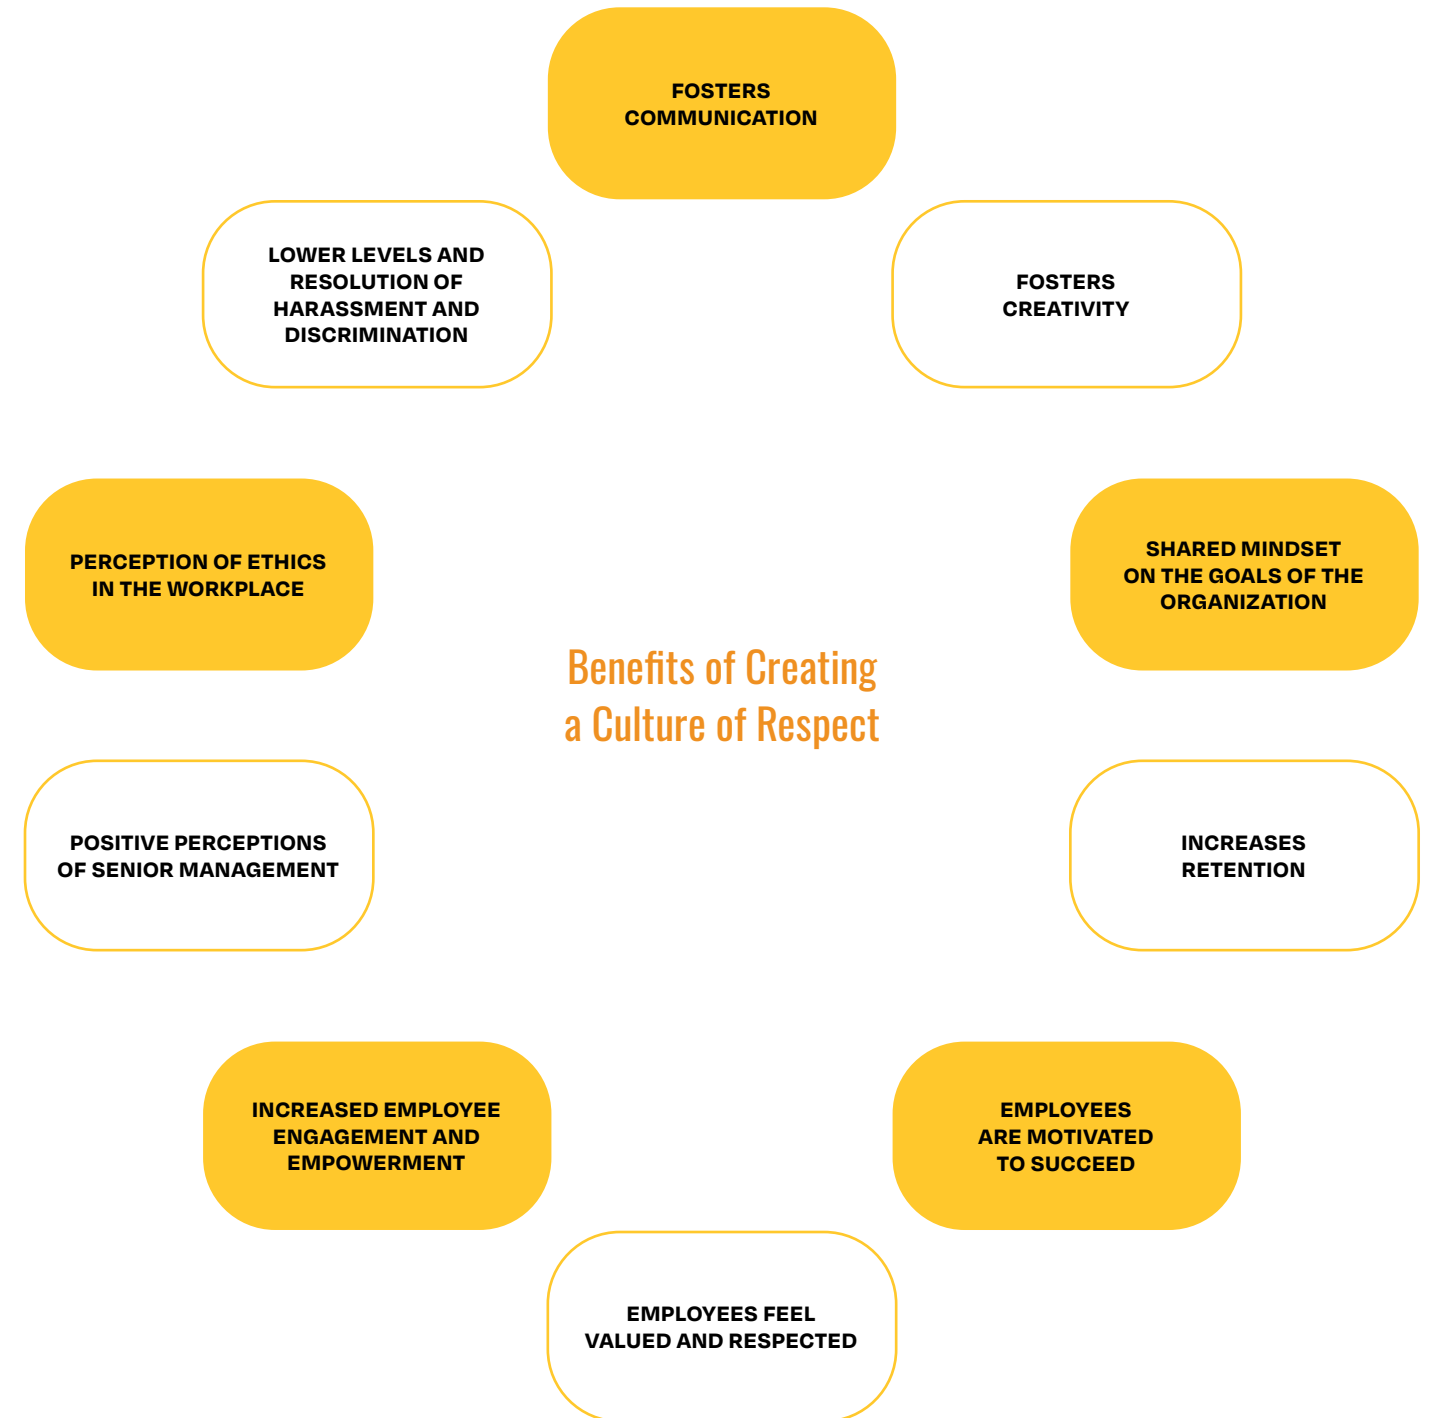 FOSTERS
COMMUNICATION
LOWER LEVELS AND
RESOLUTION OF
HARASSMENT AND
DISCRIMINATION
FOSTERS
CREATIVITY
PERCEPTION OF ETHICS
IN THE WORKPLACE
SHARED MINDSET
ON THE GOALS OF THE
ORGANIZATION
Benefits of Creating
a Culture of Respect
POSITIVE PERCEPTIONS
OF SENIOR MANAGEMENT
INCREASES
RETENTION
INCREASED EMPLOYEE
ENGAGEMENT AND
EMPOWERMENT
EMPLOYEES
ARE MOTIVATED
TO SUCCEED
EMPLOYEES FEEL
VALUED AND RESPECTED